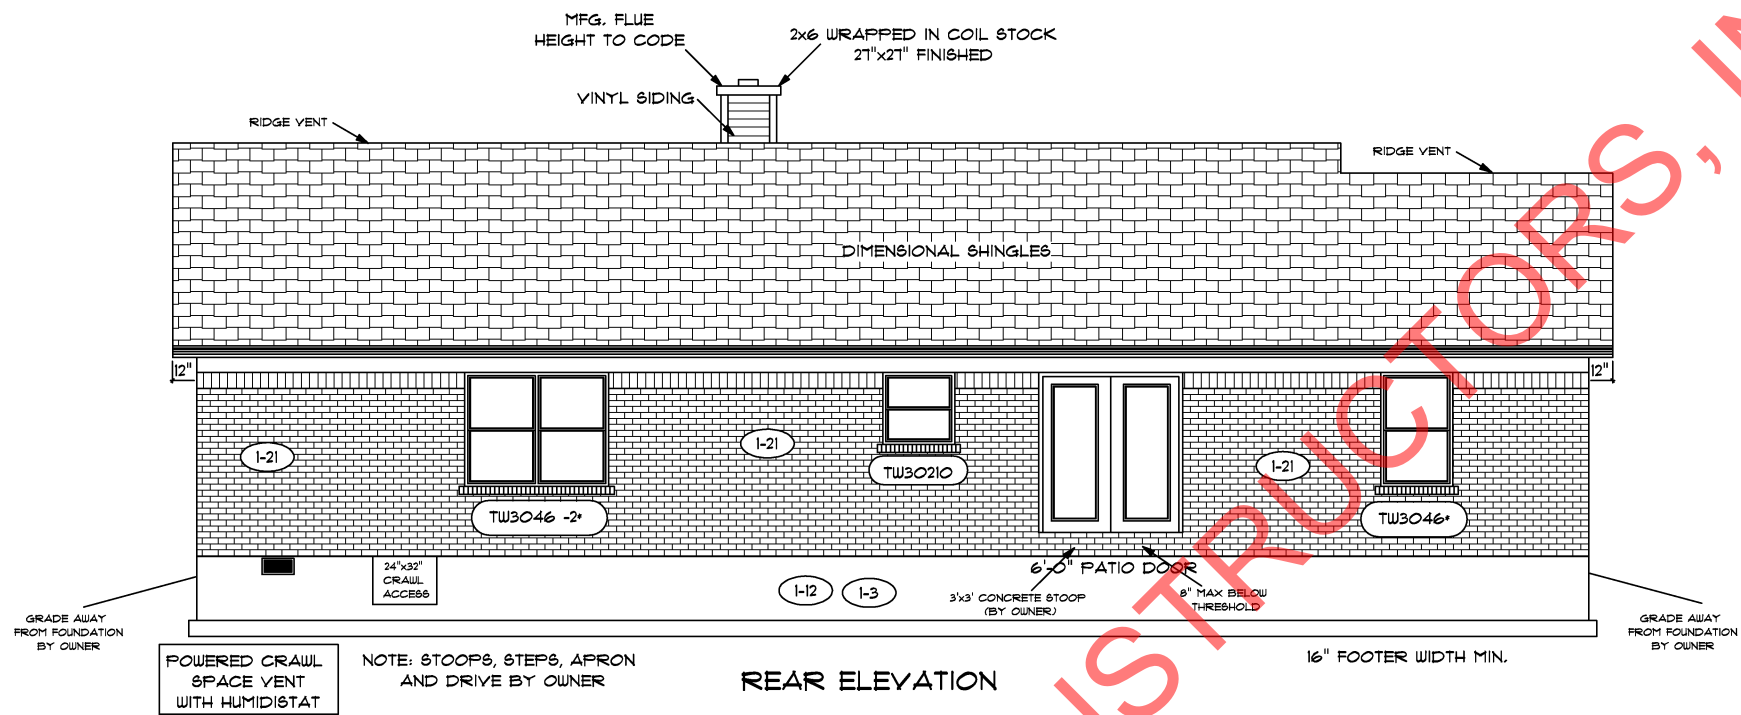 MFG. FLUE
HEIGHT TO CODE
2x6 WRAPPED IN COIL STOCK
27"x27" FINISHED
VINYL SIDING
RIDGE VENT
RIDGE VENT
DIMENSIONAL SHINGLES
12"
12"
1-21
1-21
1-21
TW30210
TW3046 -2*
TW3046*
24"x32"
CRAWL
ACCESS
1-12
1-3
6'-0" PATIO DOOR
3'x3' CONCRETE STOOP
(BY OWNER)
8" MAX BELOW
THRESHOLD
GRADE AWAY
FROM FOUNDATION
BY OWNER
GRADE AWAY
FROM FOUNDATION
BY OWNER
POWERED CRAWL
SPACE VENT
WITH HUMIDISTAT
NOTE: STOOPS, STEPS, APRON
AND DRIVE BY OWNER
REAR ELEVATION
16" FOOTER WIDTH MIN.
STRUCTORS, IN